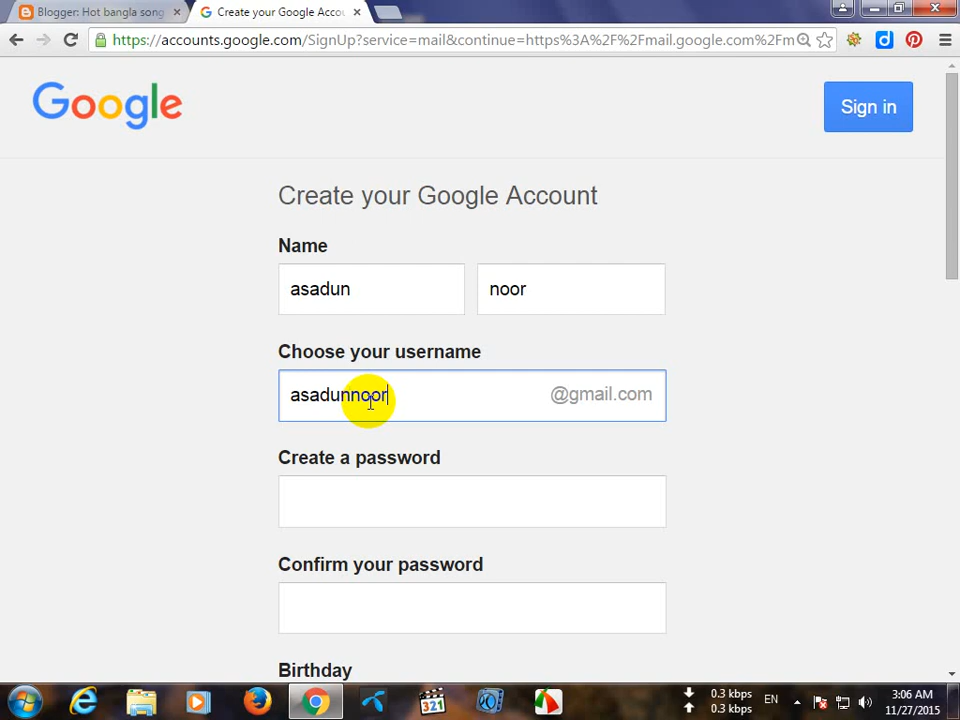 Blogger: Hot bangla song
Create your Google Accou
https://accounts.google.com/SignUp?service=mail&continue=https%3A%2F%2Fmail.google.com%2Fm
Google
Sign in
Create your Google Account
Name
asadun noor
Choose your username
asadunnoor @gmail.com
Create a password
Confirm your password
Birthday
321
0.3 kbps
0.3 kbps
EN
3:06 AM
11/27/2015